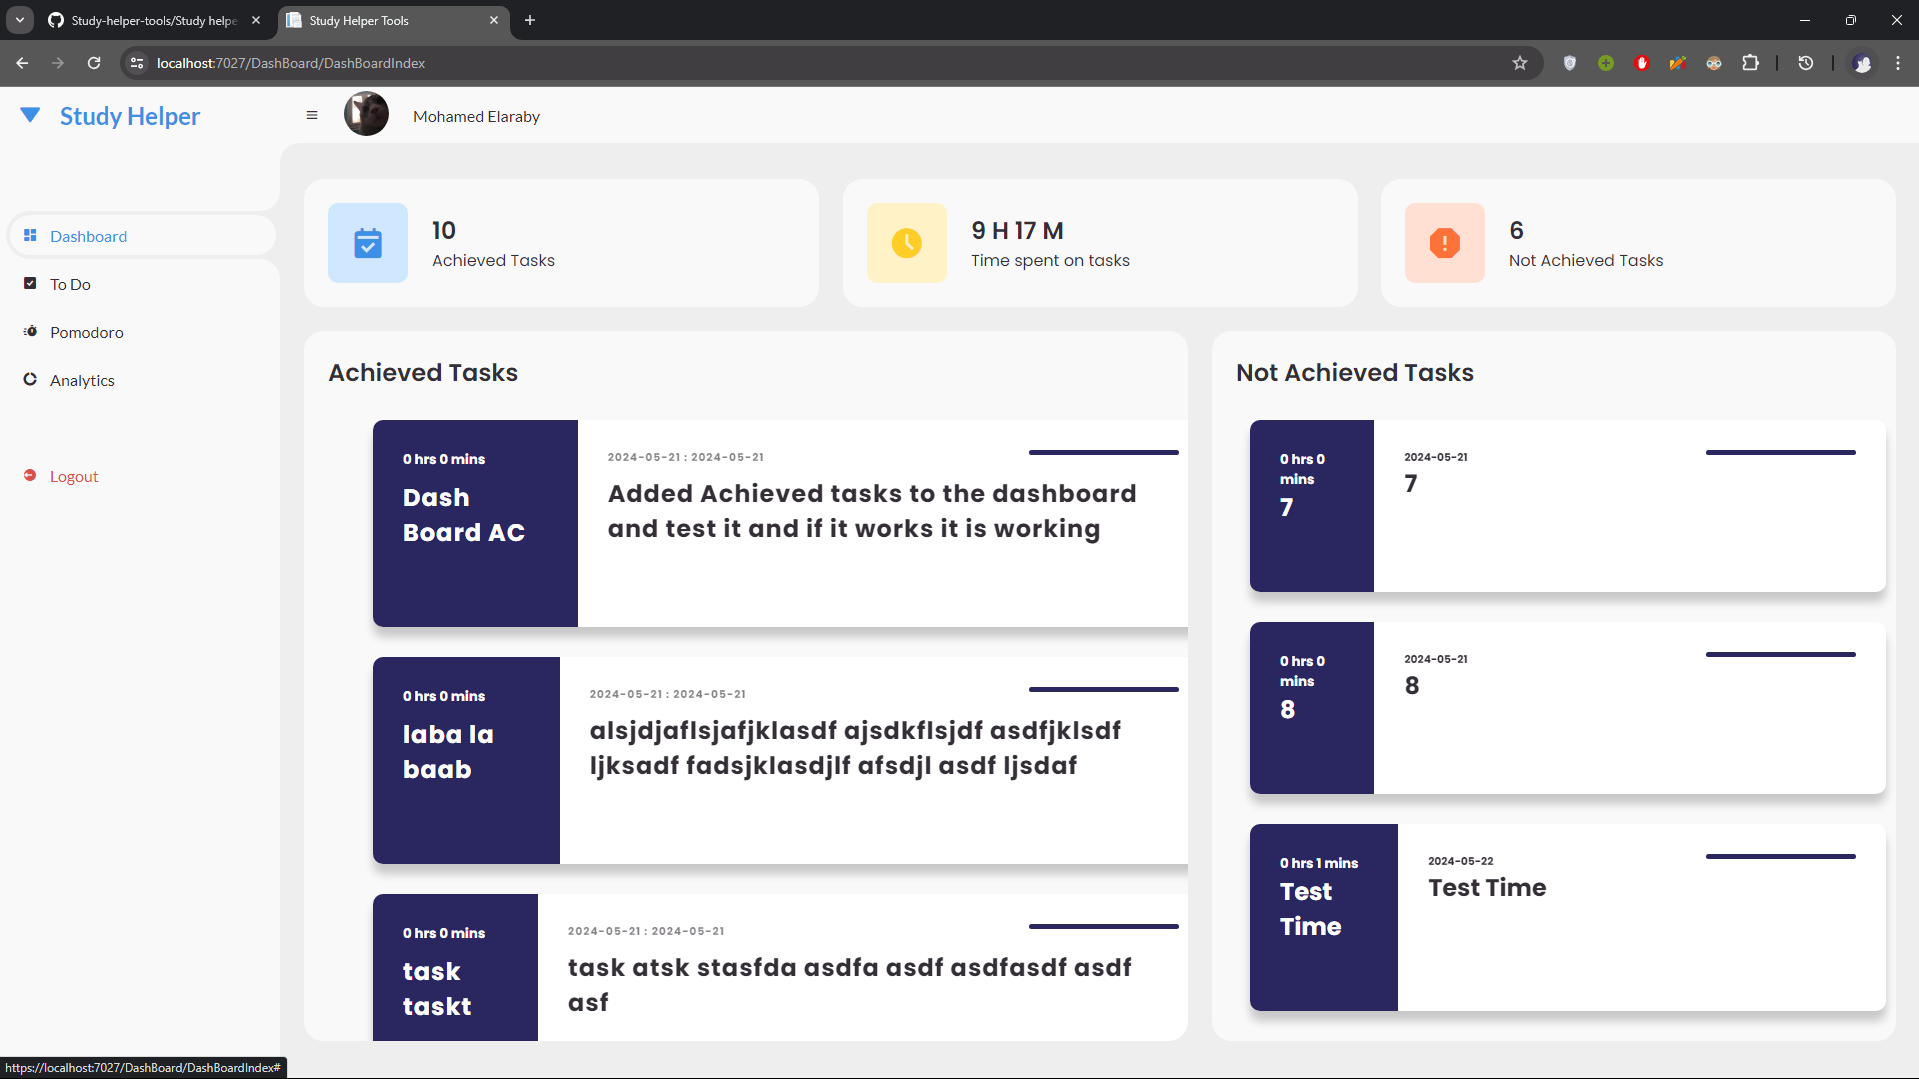 Study-helper-tools/Study helpe
Study Helper Tools
localhost:7027/DashBoard/DashBoardIndex
Study Helper
Mohamed Elaraby
Dashboard
To Do
Pomodoro
Analytics
Logout
10
Achieved Tasks
9 H 17 M
Time spent on tasks
6
Not Achieved Tasks
Achieved Tasks
0 hrs 0 mins
Dash
Board AC
2024-05-21 : 2024-05-21
Added Achieved tasks to the dashboard
and test it and if it works it is working
0 hrs 0 mins
laba la
baab
2024-05-21 : 2024-05-21
alsjdjaflsjafjklasdf ajsdkflsjdf asdfjklsdf
ljksadf fadsjklasdjlf afsdjl asdf ljsdaf
0 hrs 0 mins
task
taskt
2024-05-21 : 2024-05-21
task atsk stasfda asdfa asdf asdfasdf asdf
asf
Not Achieved Tasks
0 hrs 0
mins
7
2024-05-21
7
0 hrs 0
mins
8
2024-05-21
8
0 hrs 1 mins
Test
Time
2024-05-22
Test Time
https://localhost:7027/DashBoard/DashBoardIndex#